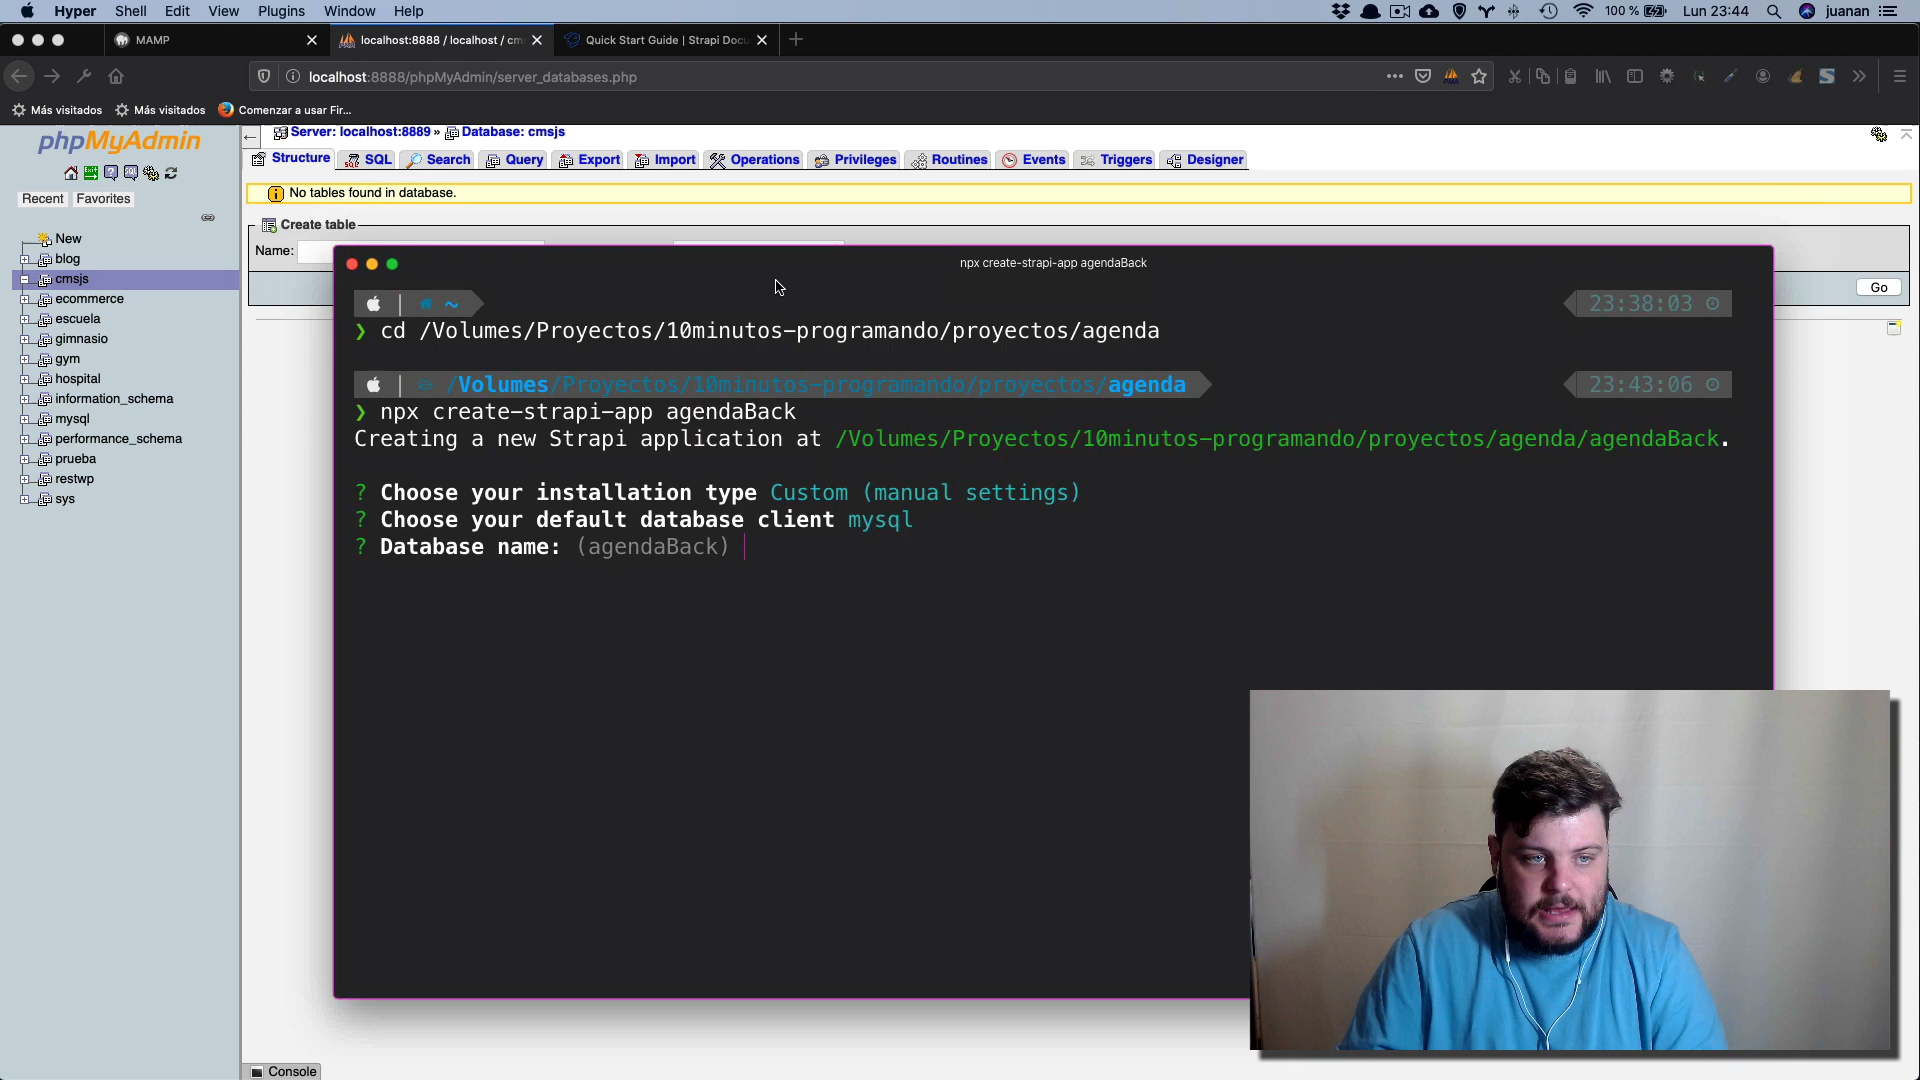 Hyper Shell Edit View Plugins Window Help 100 % Lun 23:44 juanan
MAMP localhost:8888 / localhost / cm Quick Start Guide | Strapi Docu
localhost:8888/phpMyAdmin/server_databases.php
Más visitados Más visitados Comenzar a usar Fir...
phpMyAdmin
Recent Favorites
New
blog
cmsjs
ecommerce
escuela
gimnasio
gym
hospital
information_schema
mysql
performance_schema
prueba
restwp
sys
Server: localhost:8889 » Database: cmsjs
Structure SQL Search Query Export Import Operations Privileges Routines Events Triggers Designer
No tables found in database.
Create table
Name:
Go
npx create-strapi-app agendaBack
~ 23:38:03
❯ cd /Volumes/Proyectos/10minutos-programando/proyectos/agenda
/Volumes/Proyectos/10minutos-programando/proyectos/agenda 23:43:06
❯ npx create-strapi-app agendaBack
Creating a new Strapi application at /Volumes/Proyectos/10minutos-programando/proyectos/agenda/agendaBack.
? Choose your installation type Custom (manual settings)
? Choose your default database client mysql
? Database name: (agendaBack)
Console